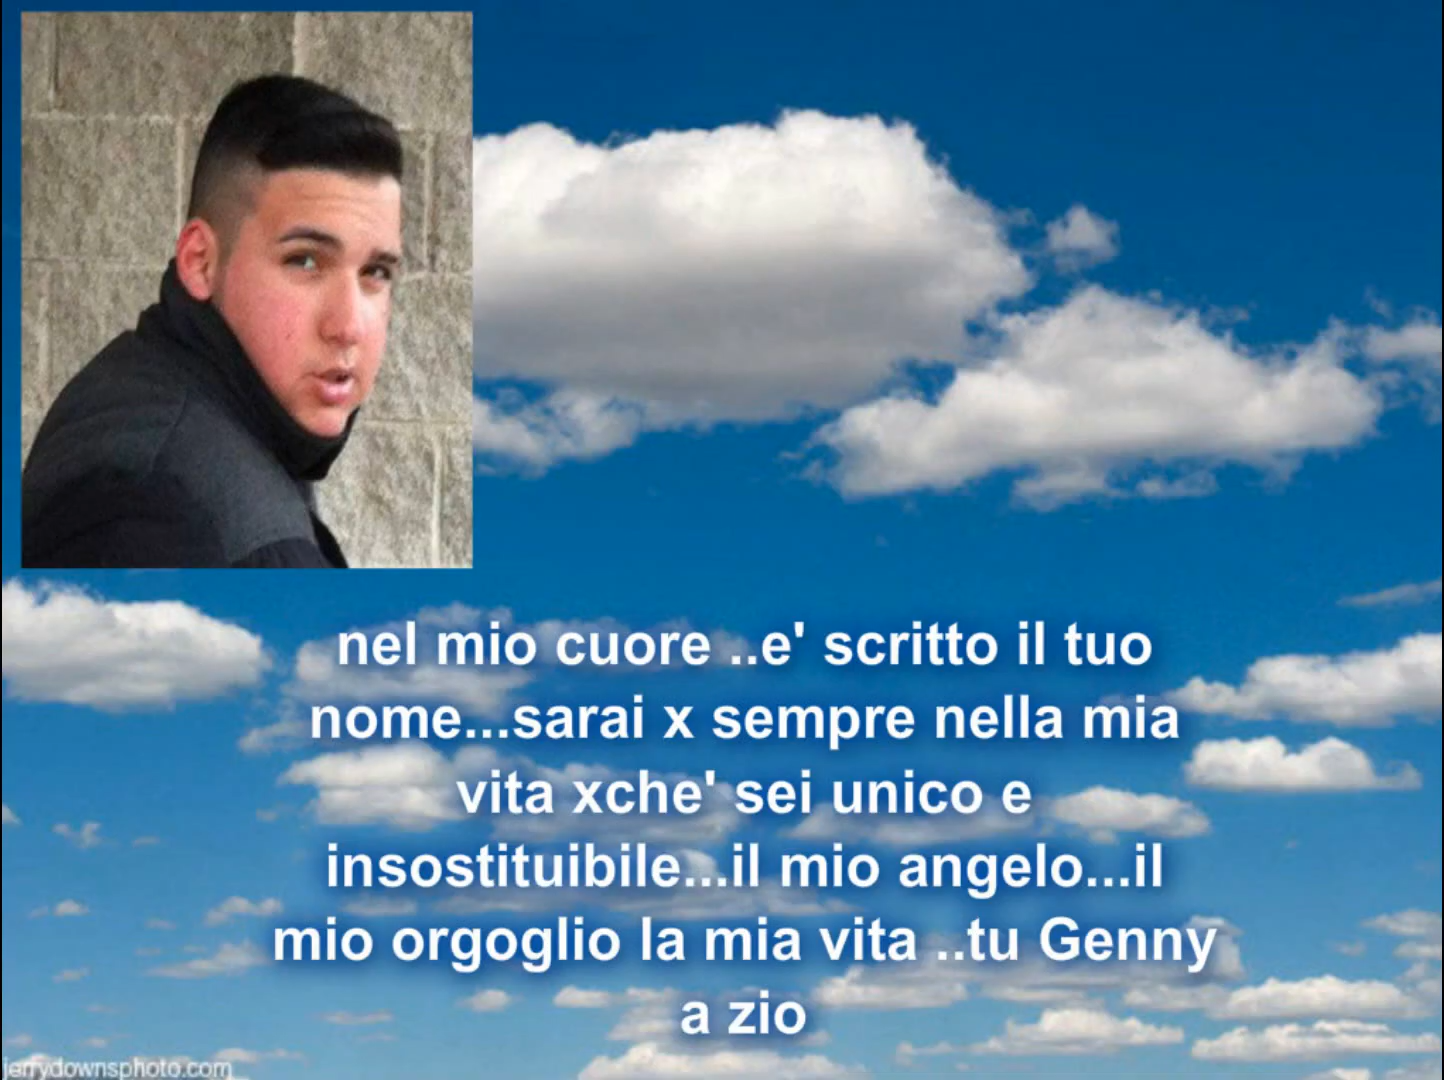 nel mio cuore ..e' scritto il tuo
nome...sarai x sempre nella mia
vita xche' sei unico e
insostituibile...il mio angelo...il
mio orgoglio la mia vita ..tu Genny
a zio
jerrydownsphoto.com